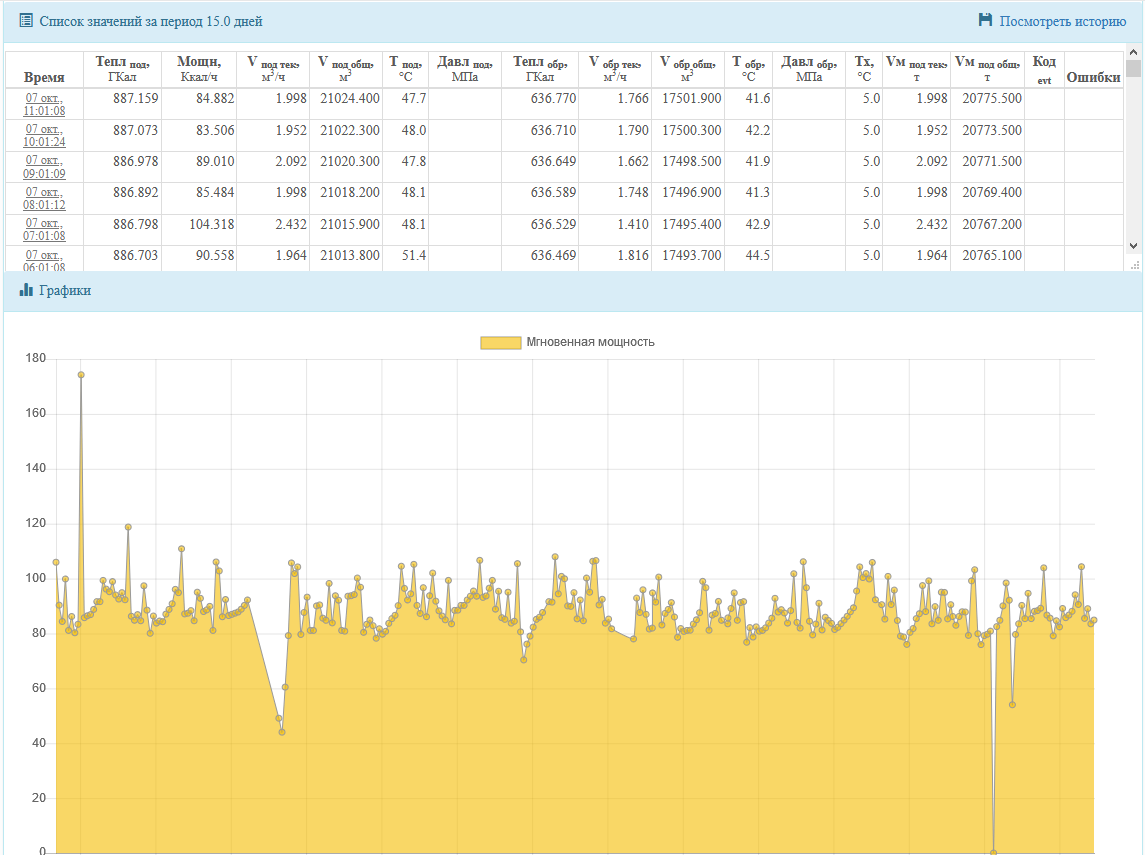 Список значений за период 15.0 дней Посмотреть историю
Время Тепл под, ГКал Мощн, Ккал/ч V под тек, м³/ч V под общ, м³ T под, °C Давл под, МПа Тепл обр, ГКал V обр тек, м³/ч V обр общ, м³ T обр, °C Давл обр, МПа Tx, °C Vм под тек, т Vм под общ, т Код evt Ошибки
07 окт., 11:01:08 887.159 84.882 1.998 21024.400 47.7 636.770 1.766 17501.900 41.6 5.0 1.998 20775.500
07 окт., 10:01:24 887.073 83.506 1.952 21022.300 48.0 636.710 1.790 17500.300 42.2 5.0 1.952 20773.500
07 окт., 09:01:09 886.978 89.010 2.092 21020.300 47.8 636.649 1.662 17498.500 41.9 5.0 2.092 20771.500
07 окт., 08:01:12 886.892 85.484 1.998 21018.200 48.1 636.589 1.748 17496.900 41.3 5.0 1.998 20769.400
07 окт., 07:01:08 886.798 104.318 2.432 21015.900 48.1 636.529 1.410 17495.400 42.9 5.0 2.432 20767.200
07 окт., 06:01:08 886.703 90.558 1.964 21013.800 51.4 636.469 1.816 17493.700 44.5 5.0 1.964 20765.100
Графики
Мгновенная мощность
180
160
140
120
100
80
60
40
20
0